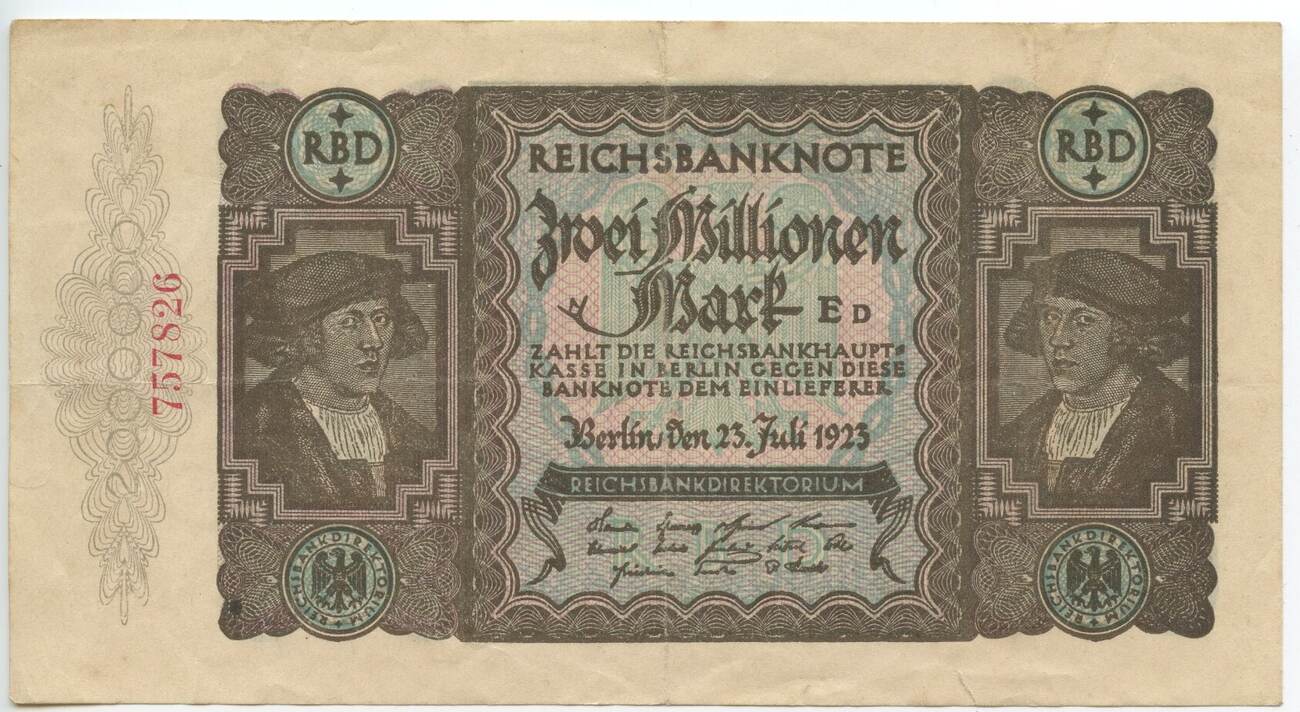 RBD
RBD
REICHSBANKNOTE
Zwei Millionen
Mark ED
ZAHLT DIE REICHSBANKHAUPT=
KASSE IN BERLIN GEGEN DIESE
BANKNOTE DEM EINLIEFERER
Berlin, den 23. Juli 1923
REICHSBANKDIREKTORIUM
757826
REICHSBANKDIREKTORIUM
REICHSBANKDIREKTORIUM